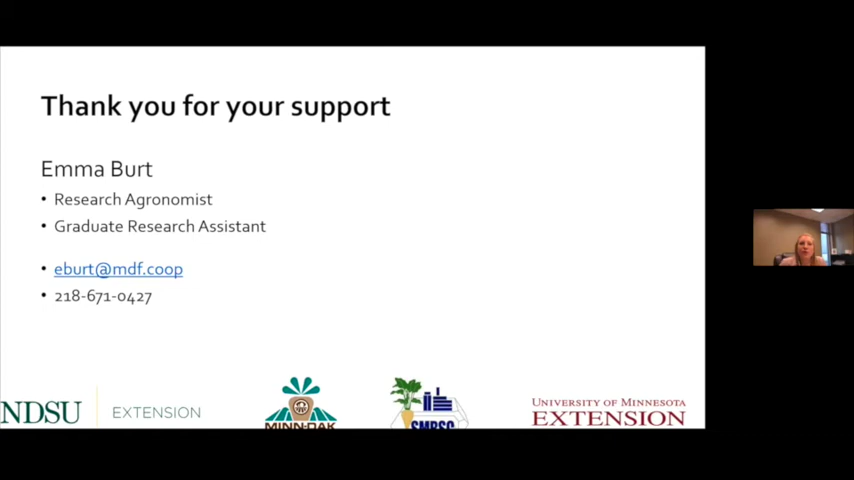 Thank you for your support
Emma Burt
• Research Agronomist
• Graduate Research Assistant
• eburt@mdf.coop
• 218-671-0427
NDSU EXTENSION
MINN-DAK
SMBSC
UNIVERSITY OF MINNESOTA
EXTENSION